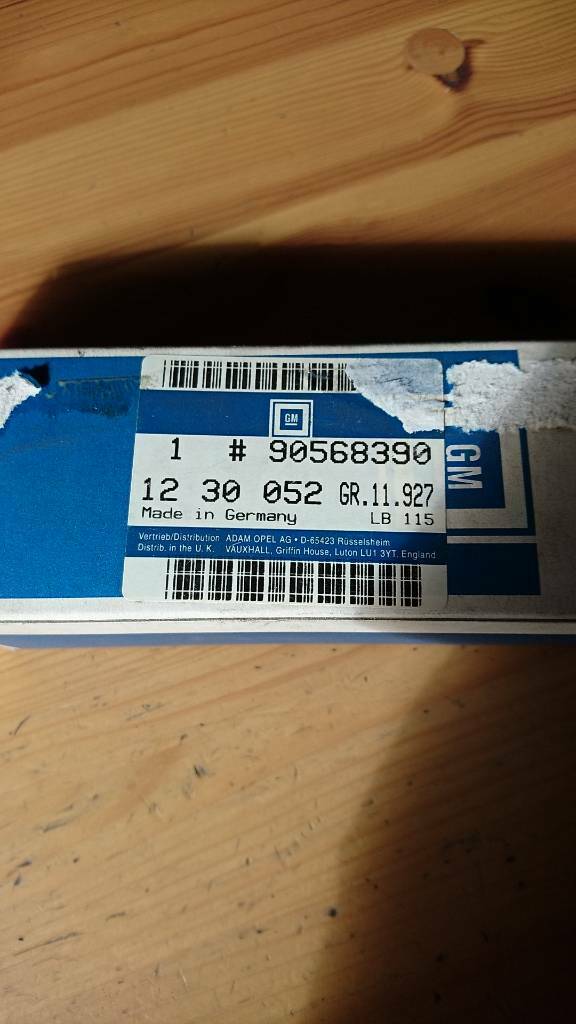 GM
1 # 90568390
12 30 052 GR.11.927
Made in Germany LB 115
Vertrieb/Distribution ADAM OPEL AG • D-65423 Rüsselsheim
Distrib. in the U. K. VAUXHALL, Griffin House, Luton LU1 3YT. England
GM